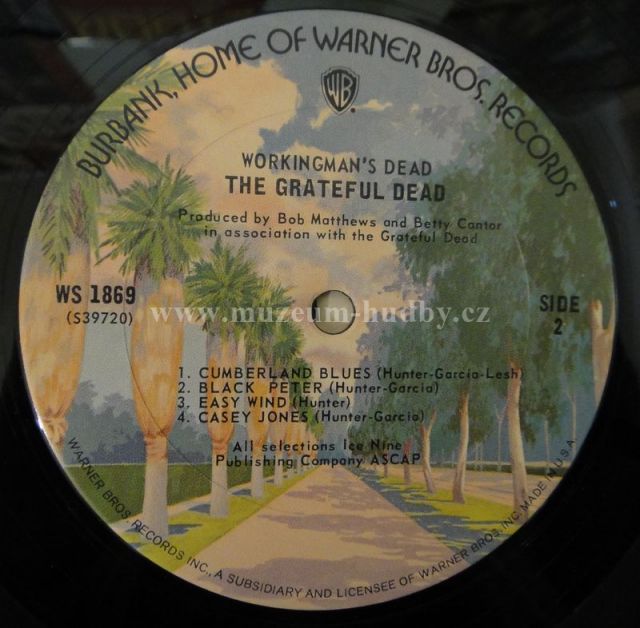 BURBANK, HOME OF WARNER BROS. RECORDS
WB
WORKINGMAN'S DEAD
THE GRATEFUL DEAD
Produced by Bob Matthews and Betty Cantor
in association with the Grateful Dead
WS 1869
(S39720)
SIDE
2
www.muzeum-hudby.cz
1. CUMBERLAND BLUES (Hunter-Garcia-Lesh)
2. BLACK PETER (Hunter-Garcia)
3. EASY WIND (Hunter)
4. CASEY JONES (Hunter-Garcia)
All selections Ice Nine
Publishing Company ASCAP
WARNER BROS. RECORDS INC., A SUBSIDIARY AND LICENSEE OF WARNER BROS. INC. MADE IN U.S.A.